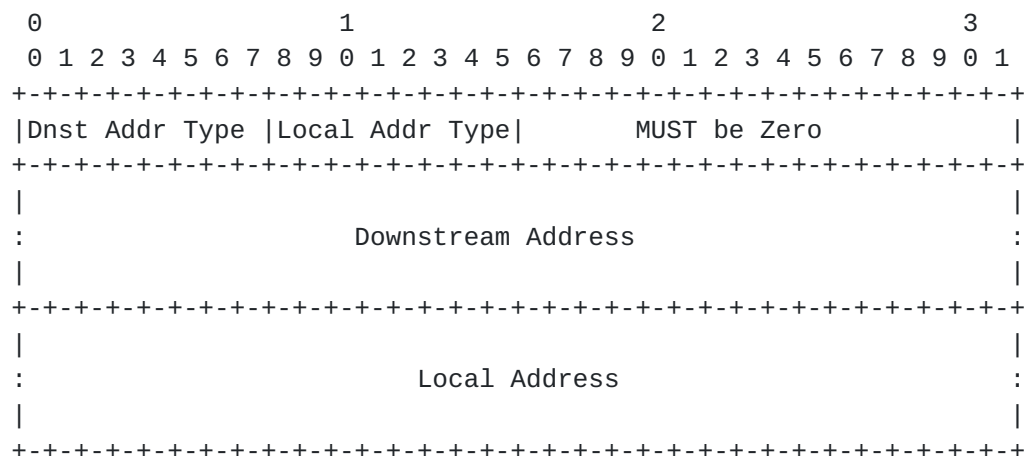 0                   1                   2                   3
 0 1 2 3 4 5 6 7 8 9 0 1 2 3 4 5 6 7 8 9 0 1 2 3 4 5 6 7 8 9 0 1
+-+-+-+-+-+-+-+-+-+-+-+-+-+-+-+-+-+-+-+-+-+-+-+-+-+-+-+-+-+-+-+-+
|Dnst Addr Type |Local Addr Type|       MUST be Zero            |
+-+-+-+-+-+-+-+-+-+-+-+-+-+-+-+-+-+-+-+-+-+-+-+-+-+-+-+-+-+-+-+-+
|                                                               |
:                     Downstream Address                        :
|                                                               |
+-+-+-+-+-+-+-+-+-+-+-+-+-+-+-+-+-+-+-+-+-+-+-+-+-+-+-+-+-+-+-+-+
|                                                               |
:                         Local Address                         :
|                                                               |
+-+-+-+-+-+-+-+-+-+-+-+-+-+-+-+-+-+-+-+-+-+-+-+-+-+-+-+-+-+-+-+-+